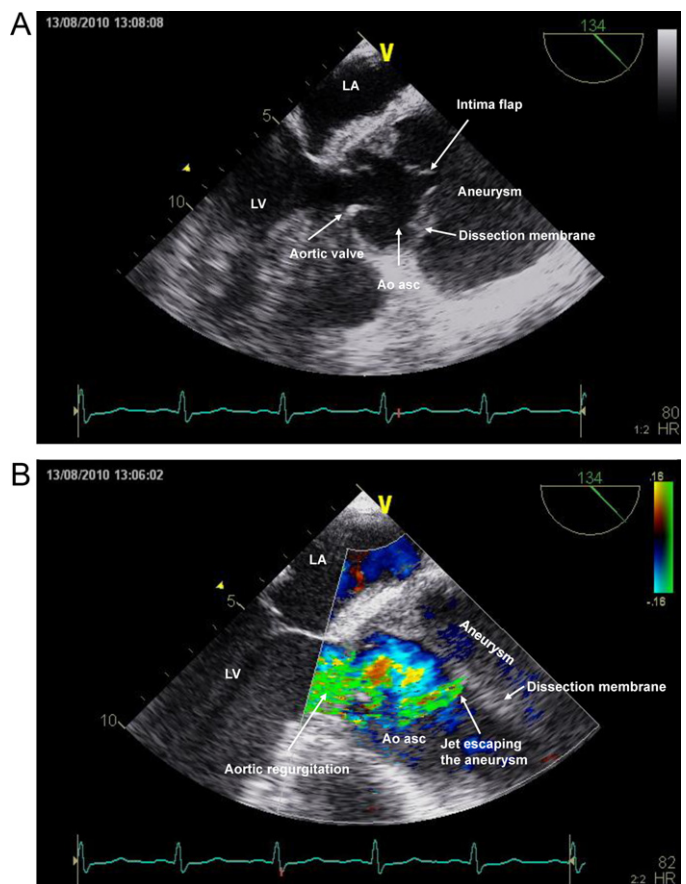 A
13/08/2010 13:08:08
V
134
LA
5
Intima flap
Aneurysm
10
LV
Dissection membrane
Aortic valve
Ao asc
80
1:2 HR
B
13/08/2010 13:06:02
V
134
.16
LA
-.16
5
Aneurysm
LV
Dissection membrane
10
Ao asc
Jet escaping
the aneurysm
Aortic regurgitation
82
2:2 HR